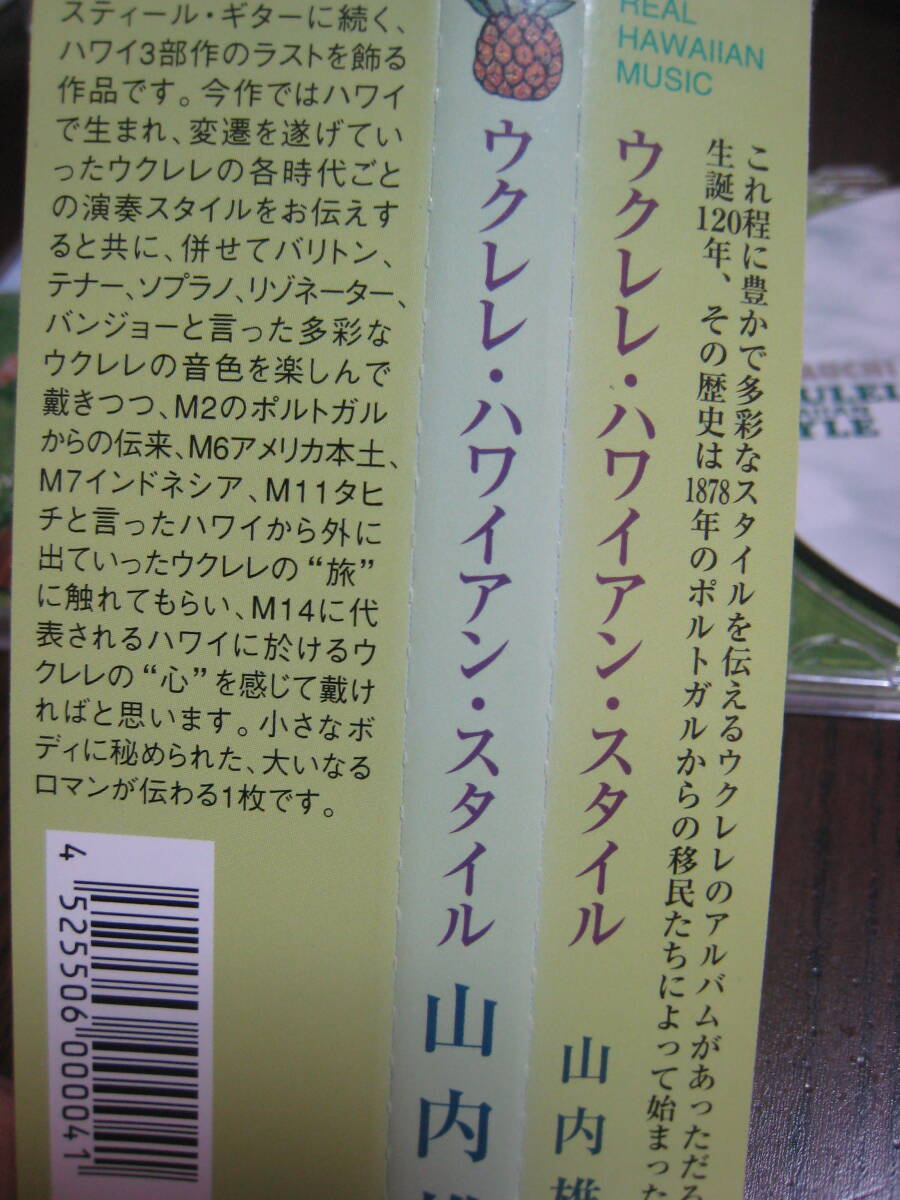 スティール・ギターに続く、
ハワイ3部作のラストを飾る
作品です。今作ではハワイ
で生まれ、変遷を遂げてい
ったウクレレの各時代ごと
の演奏スタイルをお伝えす
ると共に、併せてバリトン、
テナー、ソプラノ、リゾネーター、
バンジョーと言った多彩な
ウクレレの音色を楽しんで
戴きつつ、M2のポルトガル
からの伝来、M6アメリカ本土、
M7インドネシア、M11タヒ
チと言ったハワイから外に
出ていったウクレレの“旅”
に触れてもらい、M14に代
表されるハワイに於けるウ
クレレの“心”を感じて戴け
ればと思います。小さなボ
ディに秘められた、大いなる
ロマンが伝わる1枚です。
4 525506 000041
ウクレレ・ハワイアン・スタイル 山内
REAL
HAWAIIAN
MUSIC
ウクレレ・ハワイアン・スタイル 山内雄
これ程に豊かで多彩なスタイルを伝えるウクレレのアルバムがあっただろ
生誕120年、その歴史は1878年のポルトガルからの移民たちによって始まった
YLE